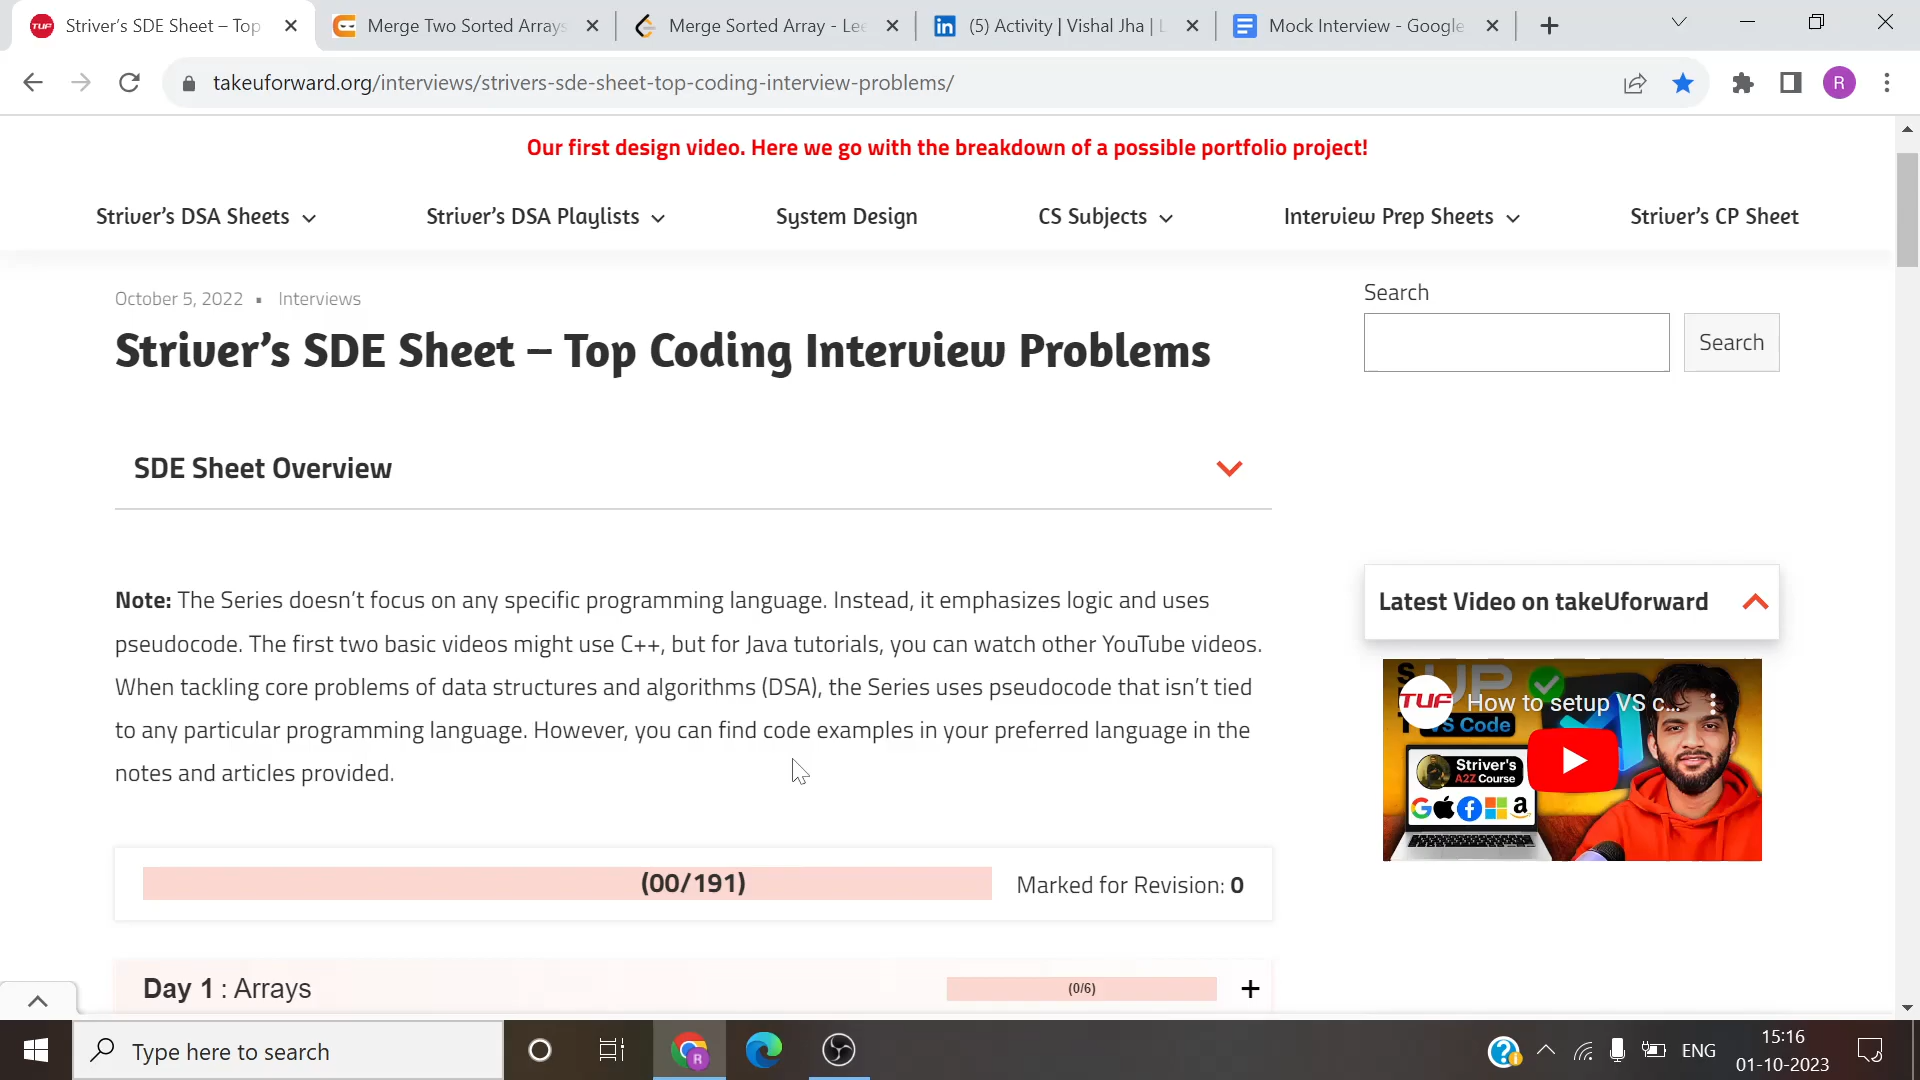 Striver's SDE Sheet – Top
Merge Two Sorted Arrays
Merge Sorted Array - Lee
(5) Activity | Vishal Jha | L
Mock Interview - Google
takeuforward.org/interviews/strivers-sde-sheet-top-coding-interview-problems/
R
Our first design video. Here we go with the breakdown of a possible portfolio project!
Striver's DSA Sheets
Striver's DSA Playlists
System Design
CS Subjects
Interview Prep Sheets
Striver's CP Sheet
October 5, 2022 ▪ Interviews
Striver's SDE Sheet – Top Coding Interview Problems
Search
Search
SDE Sheet Overview
Note: The Series doesn't focus on any specific programming language. Instead, it emphasizes logic and uses
pseudocode. The first two basic videos might use C++, but for Java tutorials, you can watch other YouTube videos.
When tackling core problems of data structures and algorithms (DSA), the Series uses pseudocode that isn't tied
to any particular programming language. However, you can find code examples in your preferred language in the
notes and articles provided.
Latest Video on takeUforward
TUF
How to setup VS c...
VS Code
Striver's
A2Z Course
(00/191)
Marked for Revision: 0
Day 1 : Arrays
(0/6)
Type here to search
R
ENG
15:16
01-10-2023